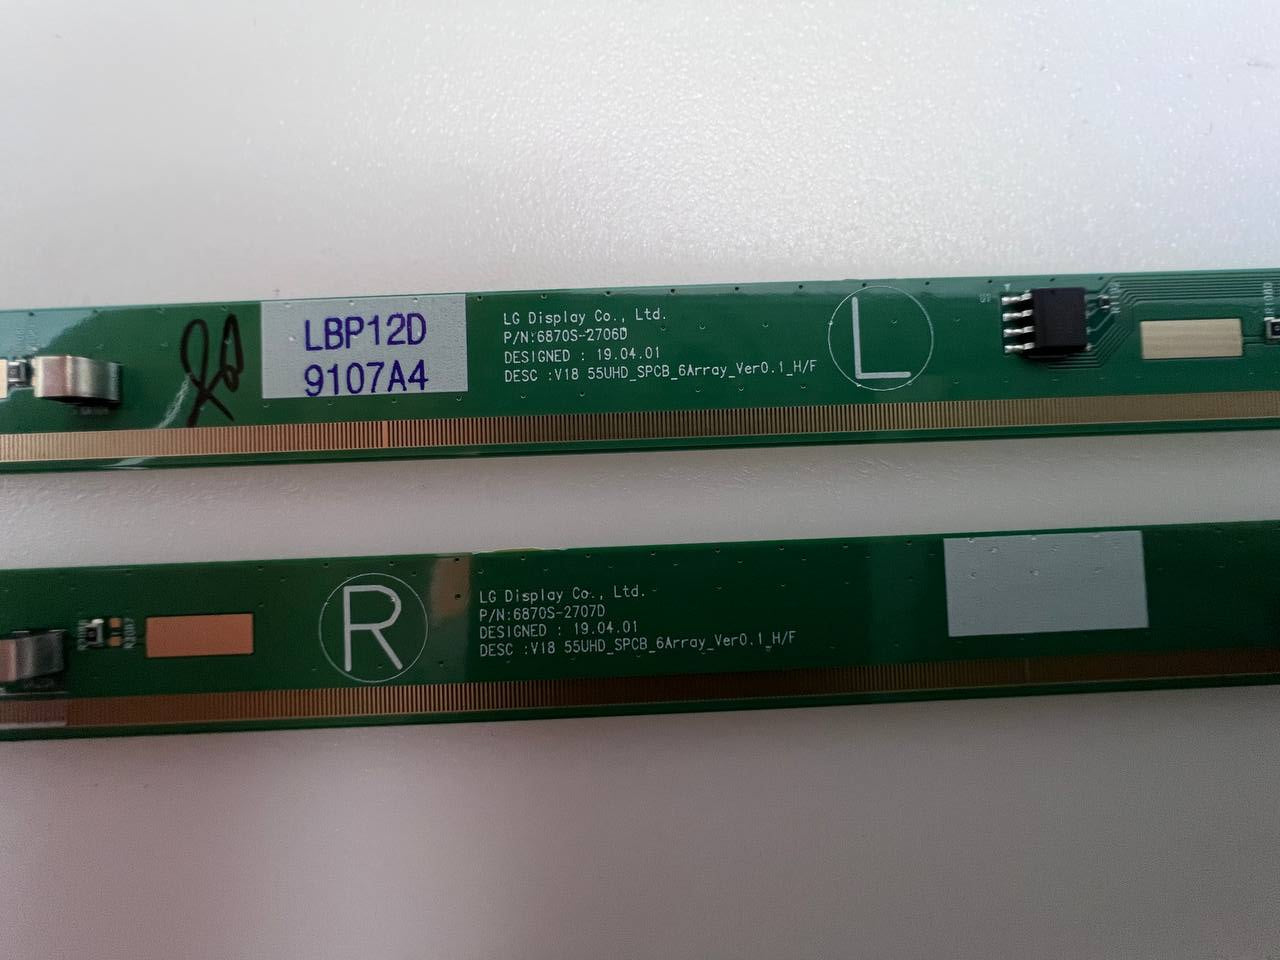 LBP12D
9107A4
LG Display Co., Ltd.
P/N:6870S-2706D
DESIGNED : 19.04.01
DESC :V18 55UHD_SPCB_6Array_Ver0.1_H/F
L
R
LG Display Co., Ltd.
P/N:6870S-2707D
DESIGNED : 19.04.01
DESC :V18 55UHD_SPCB_6Array_Ver0.1_H/F